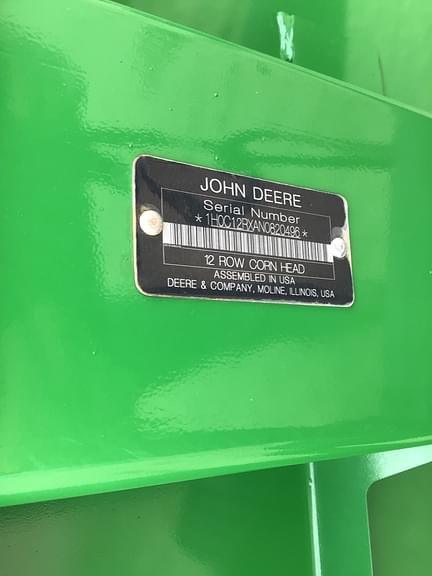 JOHN DEERE
Serial Number
*1H0C12RXAN0820496*
12 ROW CORN HEAD
ASSEMBLED IN USA
DEERE & COMPANY, MOLINE, ILLINOIS, USA